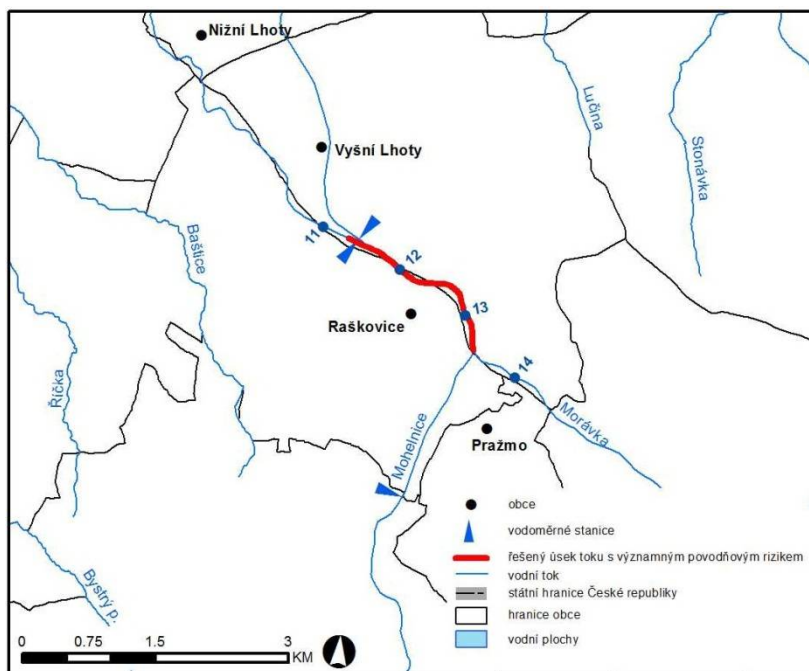 Nižní Lhoty
Lučina
Stonávka
Vyšní Lhoty
11
12
Baštice
13
Raškovice
14
Říčka
Morávka
Mohelnice
Pražmo
obce
vodoměrné stanice
řešený úsek toku s významným povodňovým rizikem
vodní tok
státní hranice České republiky
hranice obce
vodní plochy
Bystrý p.
0 0.75 1.5 3
KM